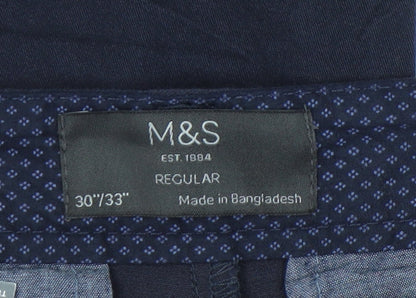 M&S
EST. 1884
REGULAR
30"/33" Made in Bangladesh